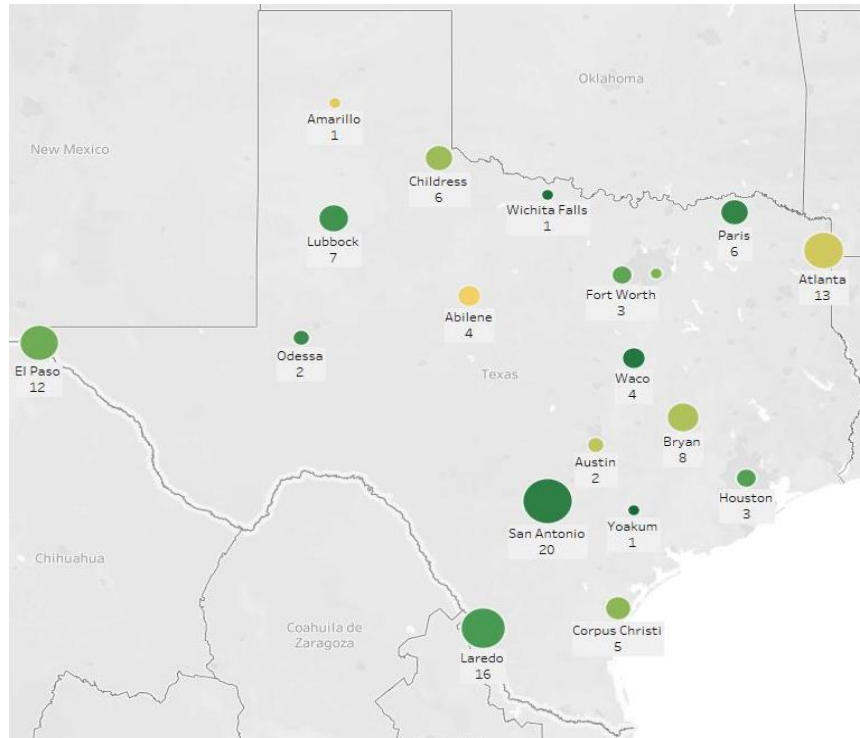 Oklahoma
Amarillo
1
New Mexico
Childress
6
Wichita Falls
1
Lubbock
7
Paris
6
Atlanta
13
Fort Worth
3
Abilene
4
Odessa
2
El Paso
12
Texas
Waco
4
Bryan
8
Austin
2
Houston
3
San Antonio
20
Yoakum
1
Chihuahua
Coahuila de
Zaragoza
Corpus Christi
5
Laredo
16